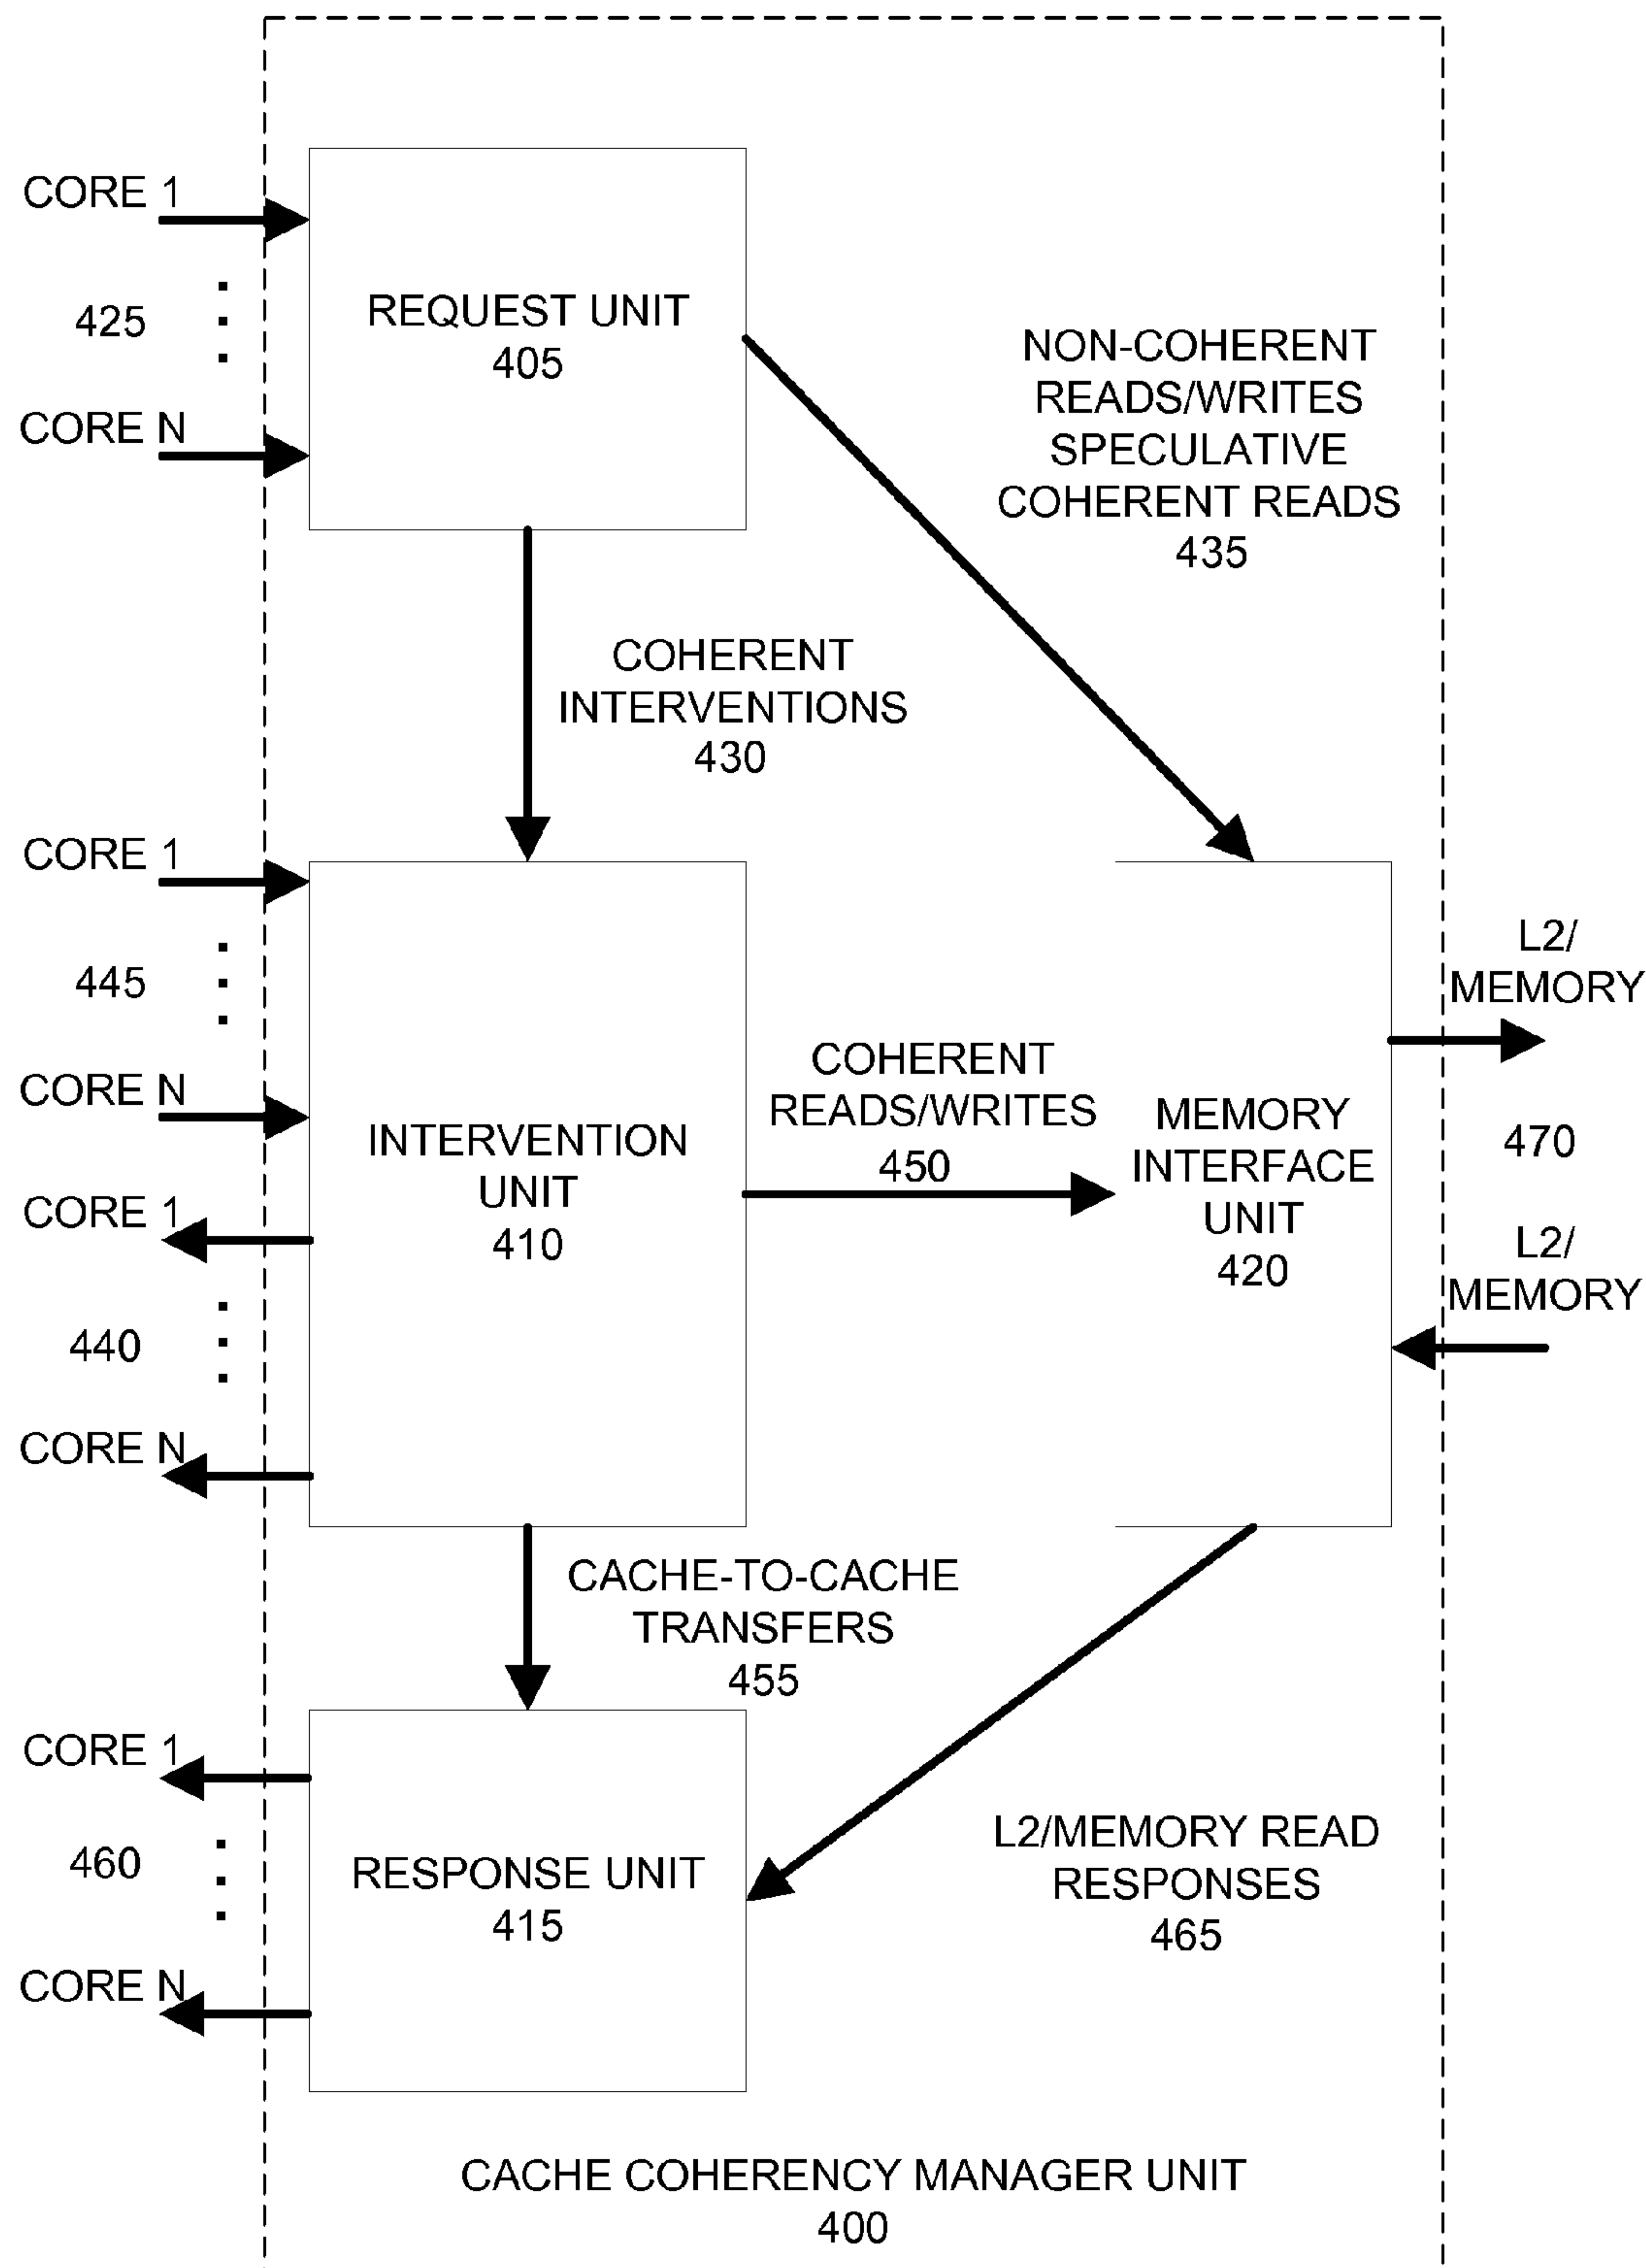 CORE 1
425
CORE N
REQUEST UNIT
405
NON-COHERENT
READS/WRITES
SPECULATIVE
COHERENT READS
435
COHERENT
INTERVENTIONS
430
CORE 1
445
CORE N
CORE 1
440
CORE N
INTERVENTION
UNIT
410
COHERENT
READS/WRITES
450
MEMORY
INTERFACE
UNIT
420
L2/
MEMORY
470
L2/
MEMORY
CACHE-TO-CACHE
TRANSFERS
455
CORE 1
460
CORE N
RESPONSE UNIT
415
L2/MEMORY READ
RESPONSES
465
CACHE COHERENCY MANAGER UNIT
400